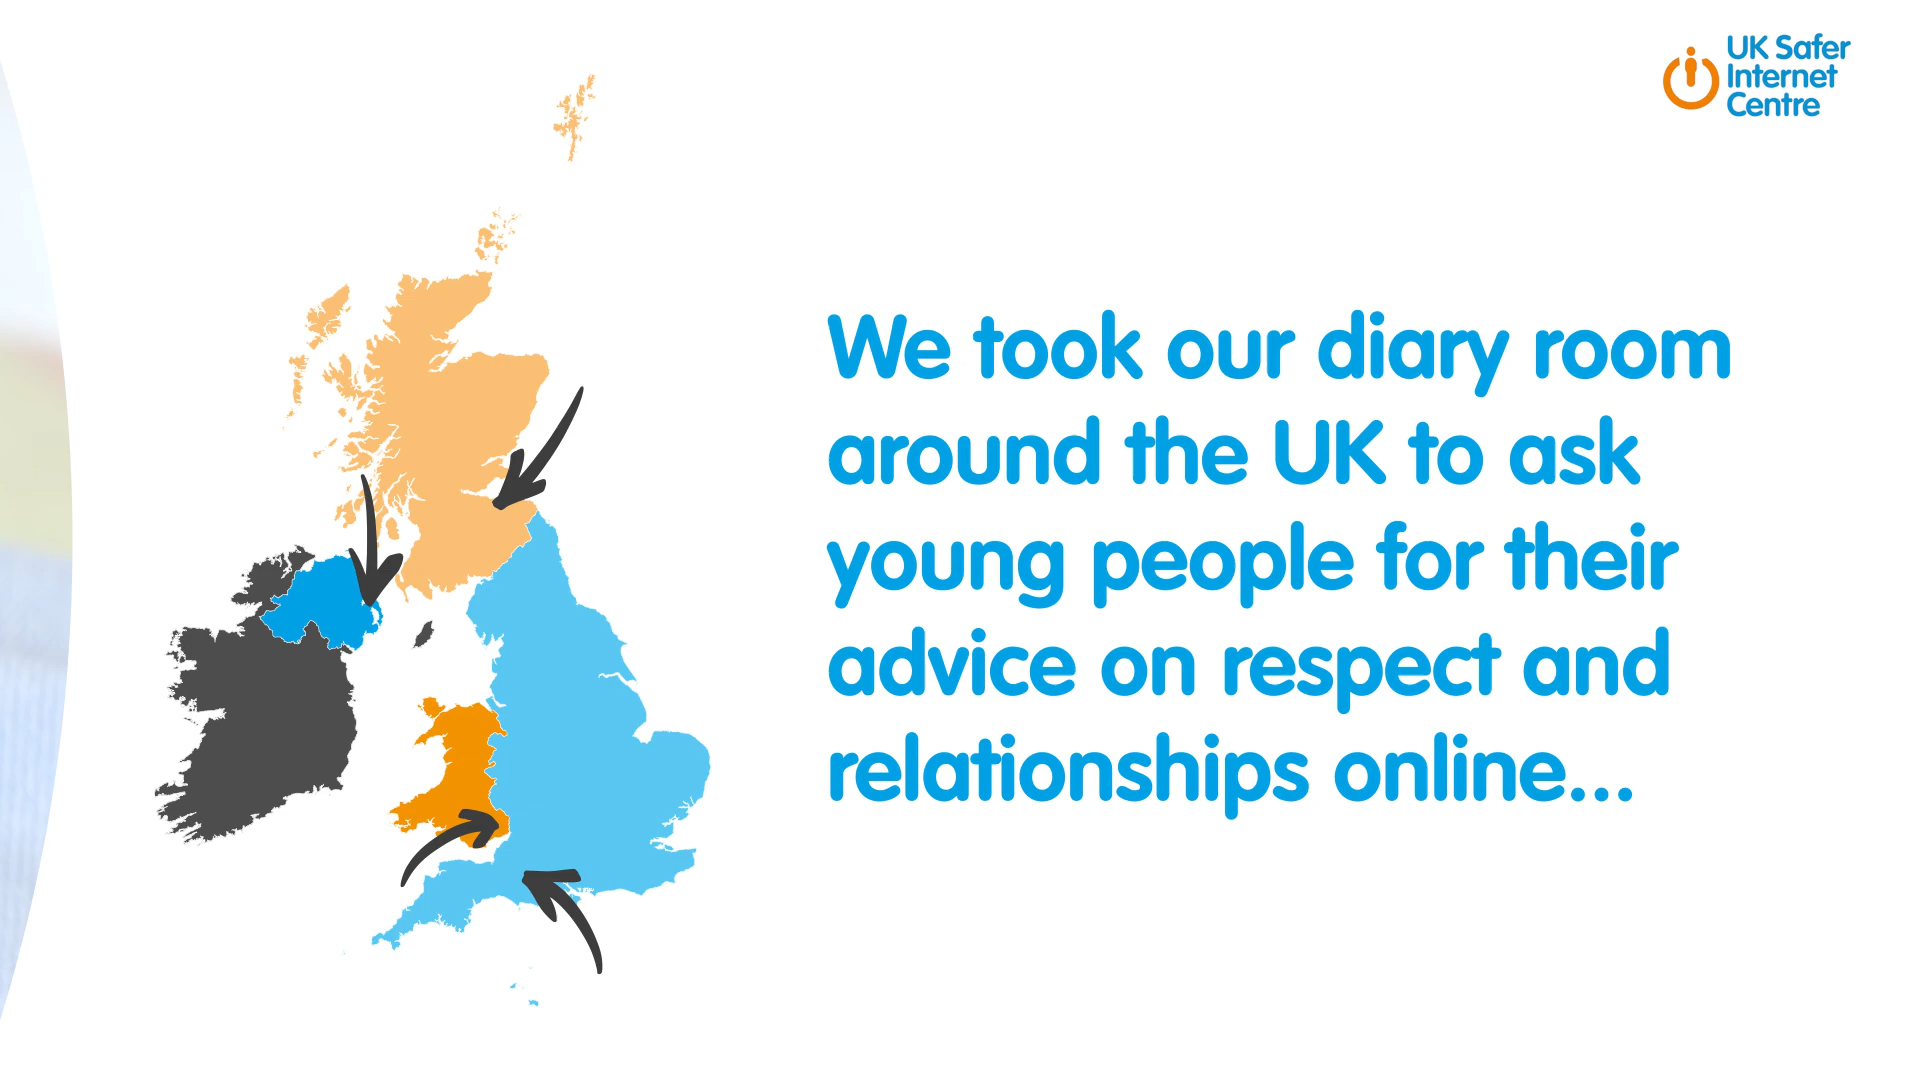 UK Safer
Internet
Centre
We took our diary room
around the UK to ask
young people for their
advice on respect and
relationships online...